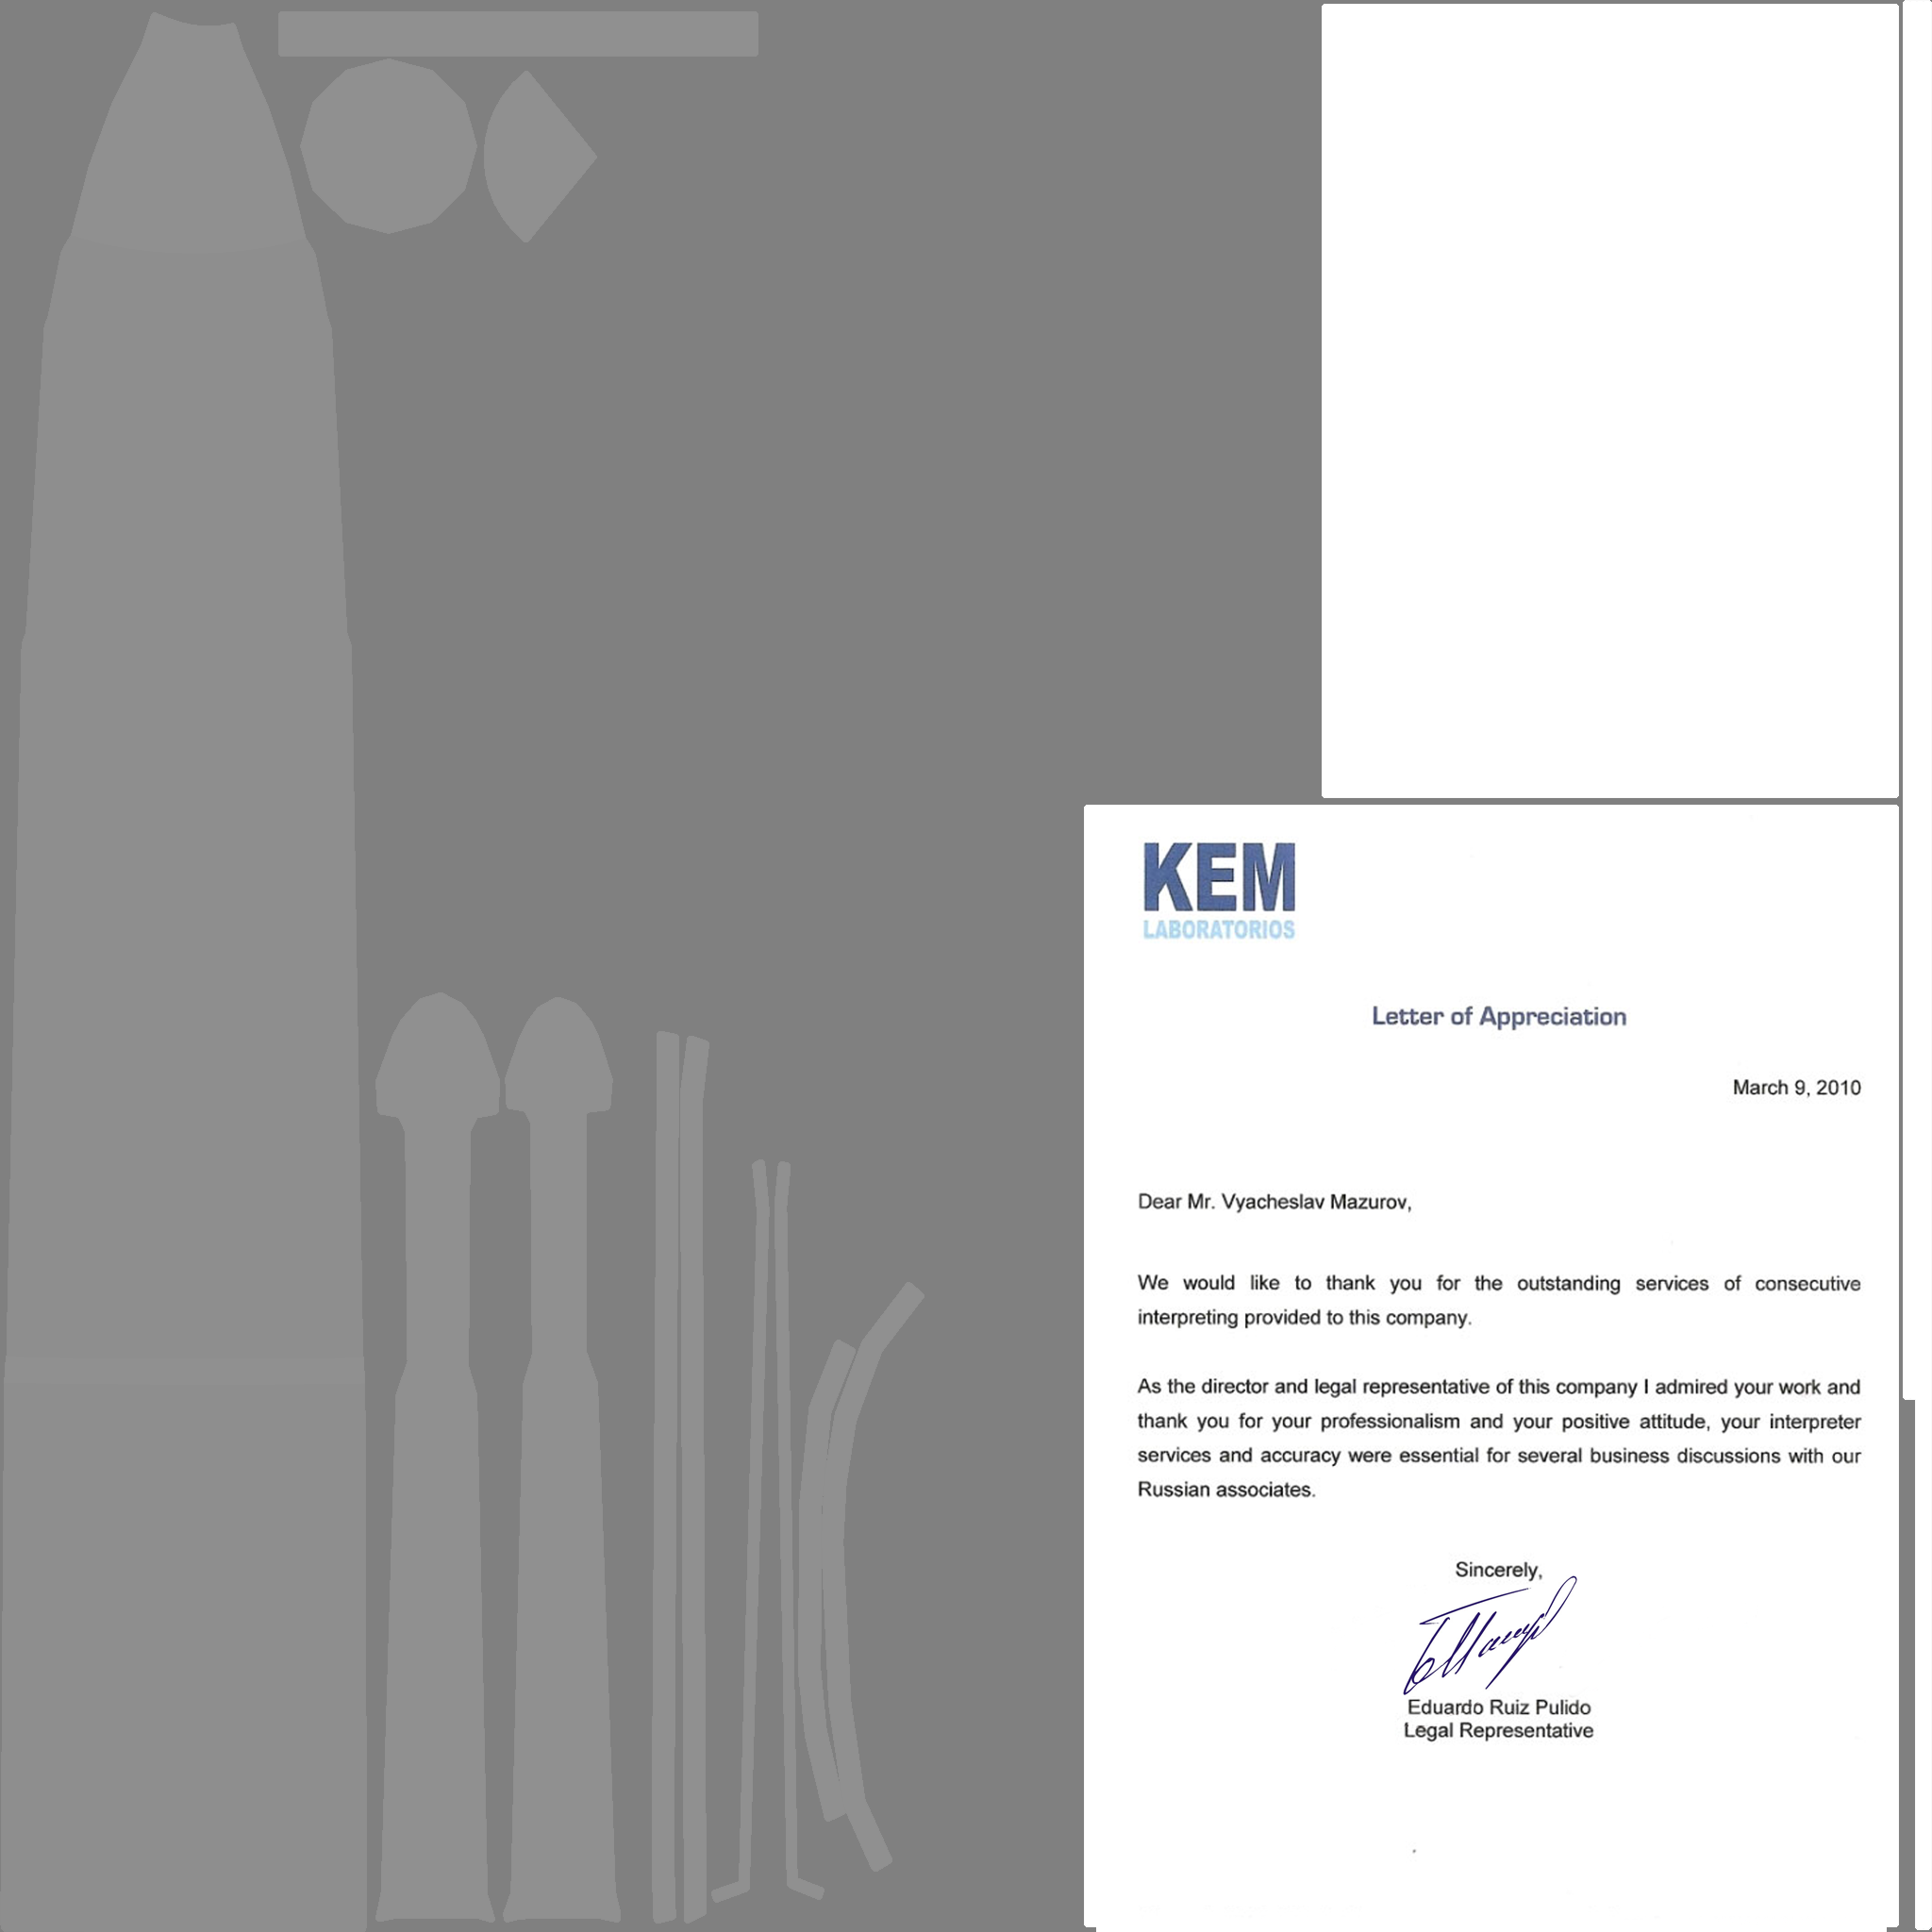 KEM
LABORATORIOS
Letter of Appreciation
March 9, 2010
Dear Mr. Vyacheslav Mazurov,
We would like to thank you for the outstanding services of consecutive
interpreting provided to this company.
As the director and legal representative of this company I admired your work and
thank you for your professionalism and your positive attitude, your interpreter
services and accuracy were essential for several business discussions with our
Russian associates.
Sincerely,
Eduardo Ruiz Pulido
Legal Representative